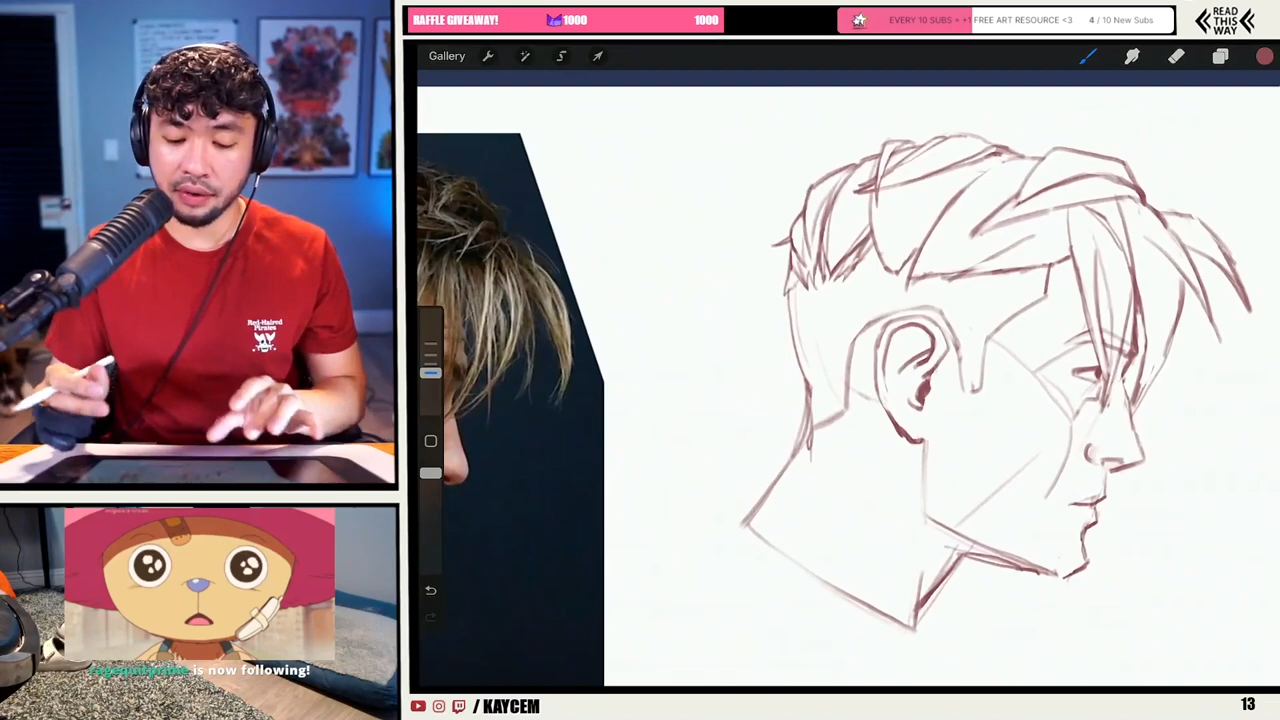 RAFFLE GIVEAWAY!
1000
1000
EVERY 10 SUBS = +1 FREE ART RESOURCE <3
4 / 10 New Subs
READ
THIS
WAY
Gallery
Red-Haired
Pirates
is now following!
/ KAYCEM
13